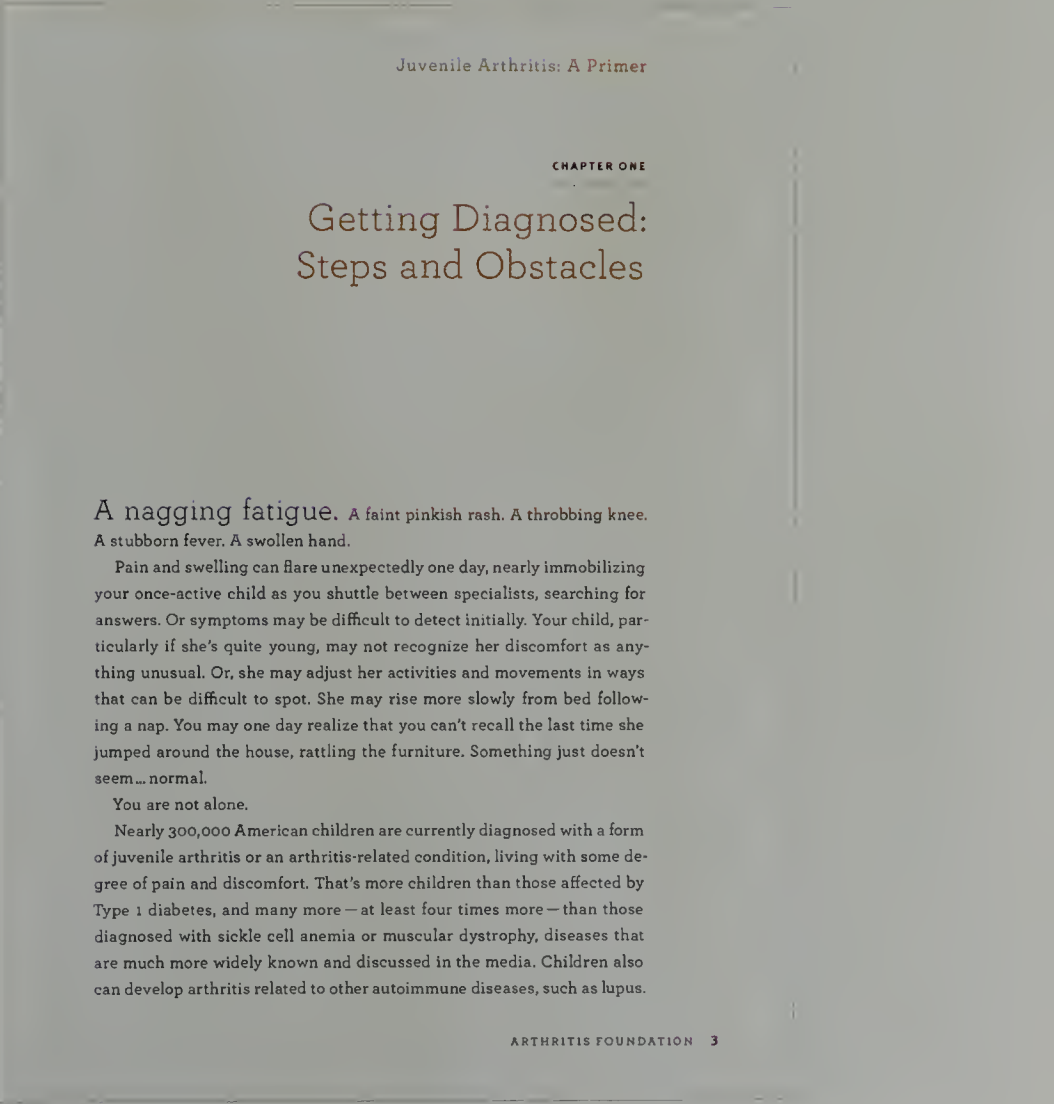 Juvenile Arthritis: A Primer
CHAPTER ONE
Getting Diagnosed:
Steps and Obstacles
A nagging fatigue. A faint pinkish rash. A throbbing knee.
A stubborn fever. A swollen hand.
Pain and swelling can flare unexpectedly one day, nearly immobilizing
your once-active child as you shuttle between specialists, searching for
answers. Or symptoms may be difficult to detect initially. Your child, par-
ticularly if she's quite young, may not recognize her discomfort as any-
thing unusual. Or, she may adjust her activities and movements in ways
that can be difficult to spot. She may rise more slowly from bed follow-
ing a nap. You may one day realize that you can't recall the last time she
jumped around the house, rattling the furniture. Something just doesn't
seem... normal.
You are not alone.
Nearly 300,000 American children are currently diagnosed with a form
of juvenile arthritis or an arthritis-related condition, living with some de-
gree of pain and discomfort. That's more children than those affected by
Type 1 diabetes, and many more — at least four times more — than those
diagnosed with sickle cell anemia or muscular dystrophy, diseases that
are much more widely known and discussed in the media. Children also
can develop arthritis related to other autoimmune diseases, such as lupus.
ARTHRITIS FOUNDATION 3